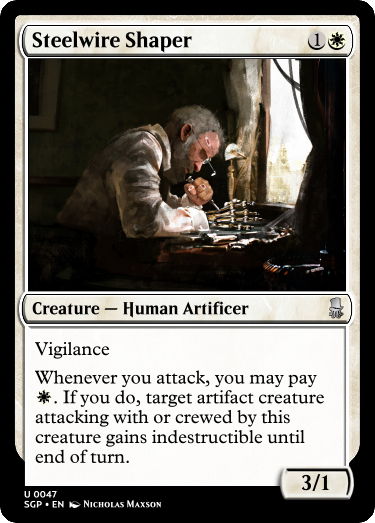 Steelwire Shaper 1
Creature — Human Artificer
Vigilance
Whenever you attack, you may pay
. If you do, target artifact creature
attacking with or crewed by this
creature gains indestructible until
end of turn.
3/1
U 0047
SGP • EN Nicholas Maxson